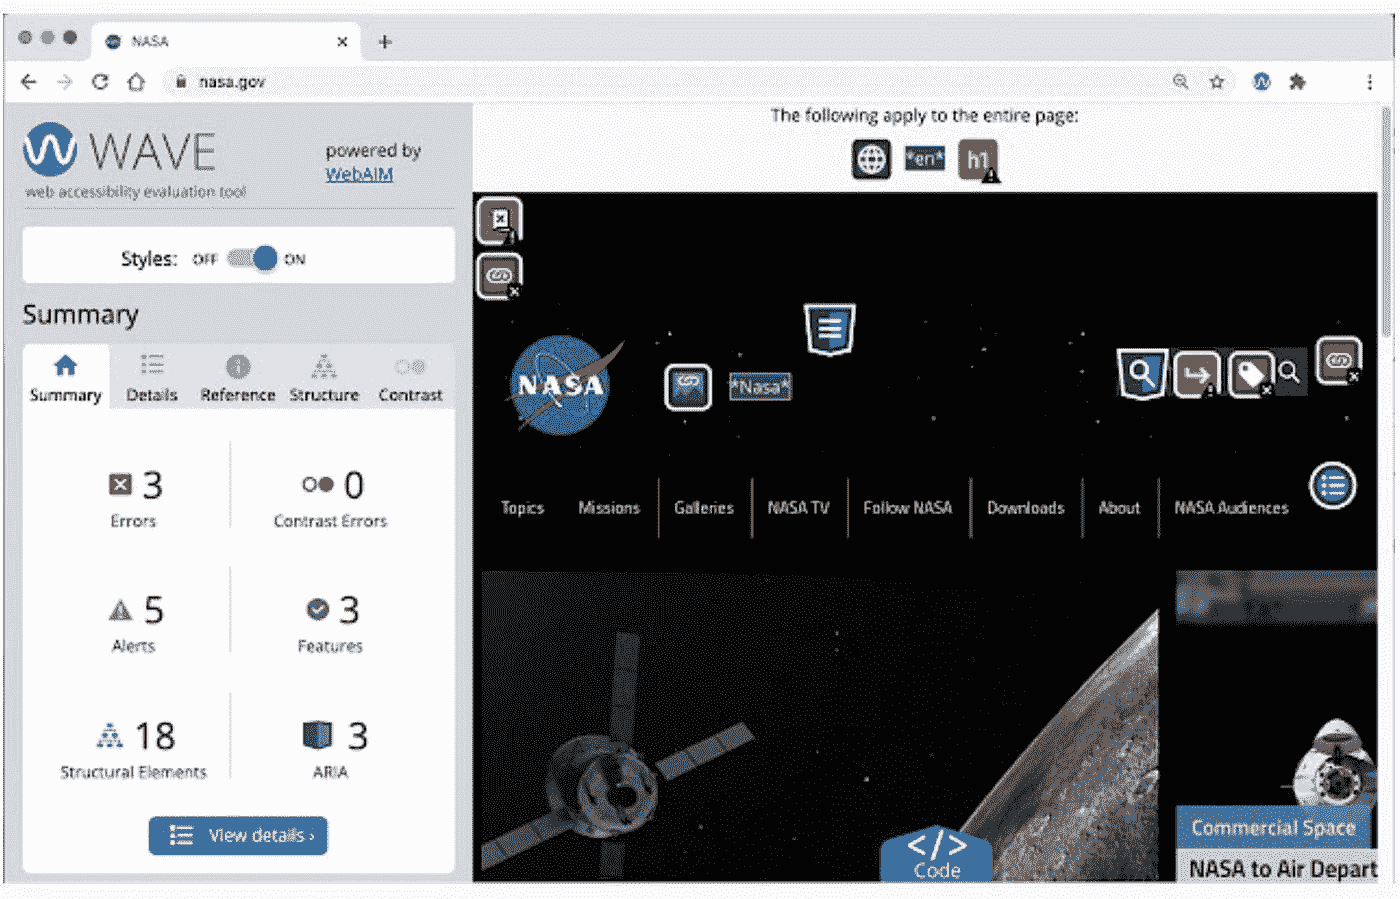 NASA
nasa.gov
WAVE
web accessibility evaluation tool
powered by
WebAIM
Styles: OFF ON
Summary
Summary Details Reference Structure Contrast
3 Errors
0 Contrast Errors
5 Alerts
3 Features
18 Structural Elements
3 ARIA
View details ›
The following apply to the entire page:
*en* h1
NASA
*Nasa*
Topics Missions Galleries NASA TV Follow NASA Downloads About NASA Audiences
</> Code
Commercial Space
NASA to Air Depart